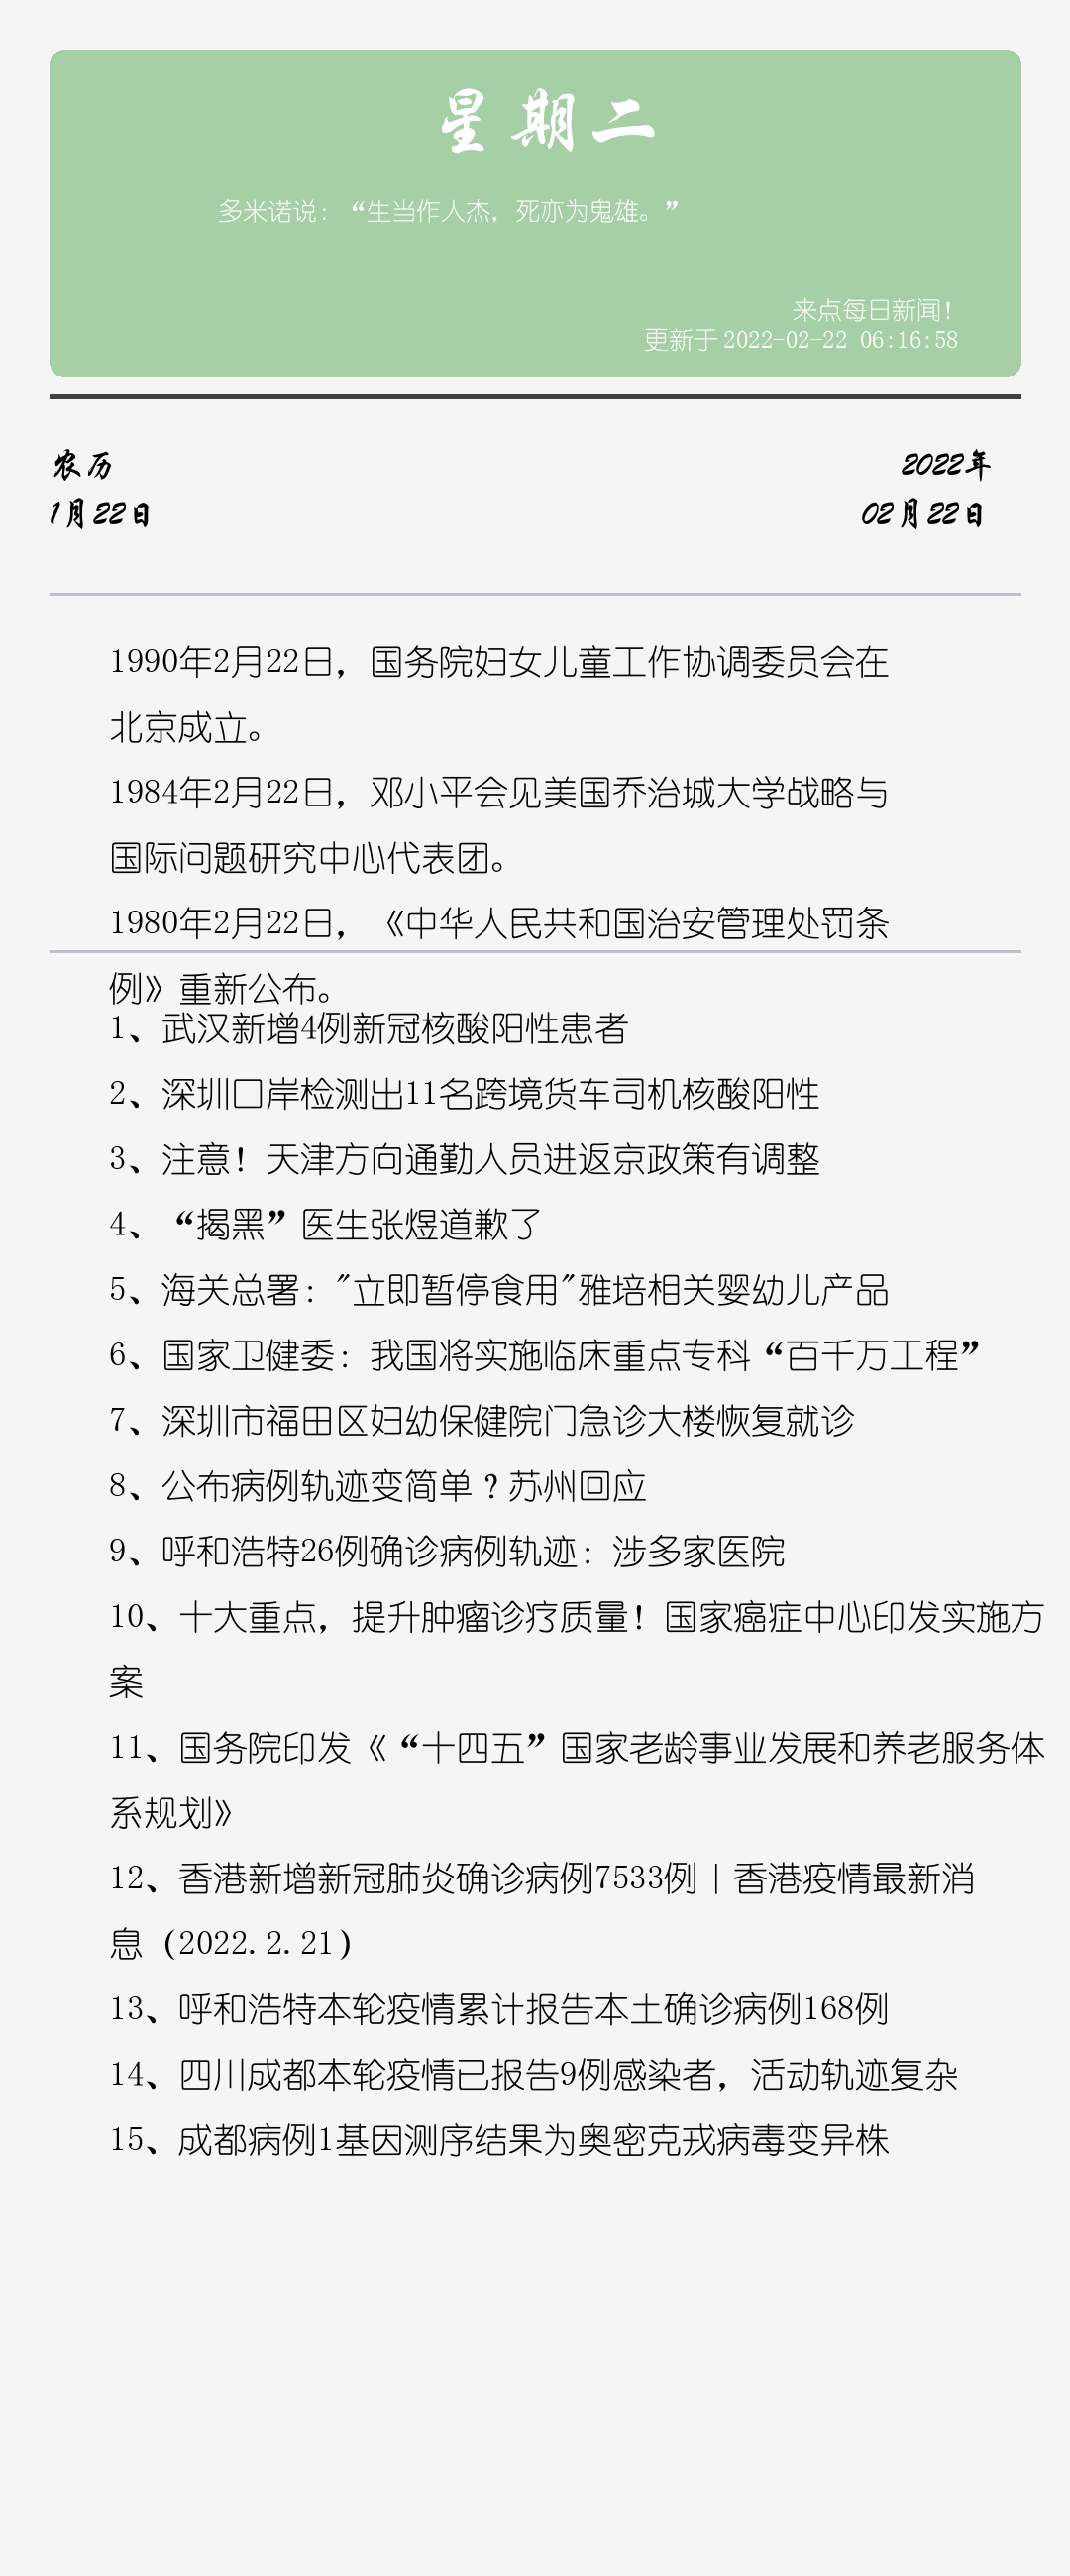 星期二
多米诺说：“生当作人杰，死亦为鬼雄。”
来点每日新闻！
更新于 2022-02-22 06:16:58
农历
2022年
1月22日
02月22日
1990年2月22日，国务院妇女儿童工作协调委员会在
北京成立。
1984年2月22日，邓小平会见美国乔治城大学战略与
国际问题研究中心代表团。
1980年2月22日，《中华人民共和国治安管理处罚条
例》重新公布。
1、武汉新增4例新冠核酸阳性患者
2、深圳口岸检测出11名跨境货车司机核酸阳性
3、注意！天津方向通勤人员进返京政策有调整
4、“揭黑”医生张煜道歉了
5、海关总署："立即暂停食用"雅培相关婴幼儿产品
6、国家卫健委：我国将实施临床重点专科“百千万工程”
7、深圳市福田区妇幼保健院门急诊大楼恢复就诊
8、公布病例轨迹变简单？苏州回应
9、呼和浩特26例确诊病例轨迹：涉多家医院
10、十大重点，提升肿瘤诊疗质量！国家癌症中心印发实施方
案
11、国务院印发《“十四五”国家老龄事业发展和养老服务体
系规划》
12、香港新增新冠肺炎确诊病例7533例｜香港疫情最新消
息（2022.2.21）
13、呼和浩特本轮疫情累计报告本土确诊病例168例
14、四川成都本轮疫情已报告9例感染者，活动轨迹复杂
15、成都病例1基因测序结果为奥密克戎病毒变异株